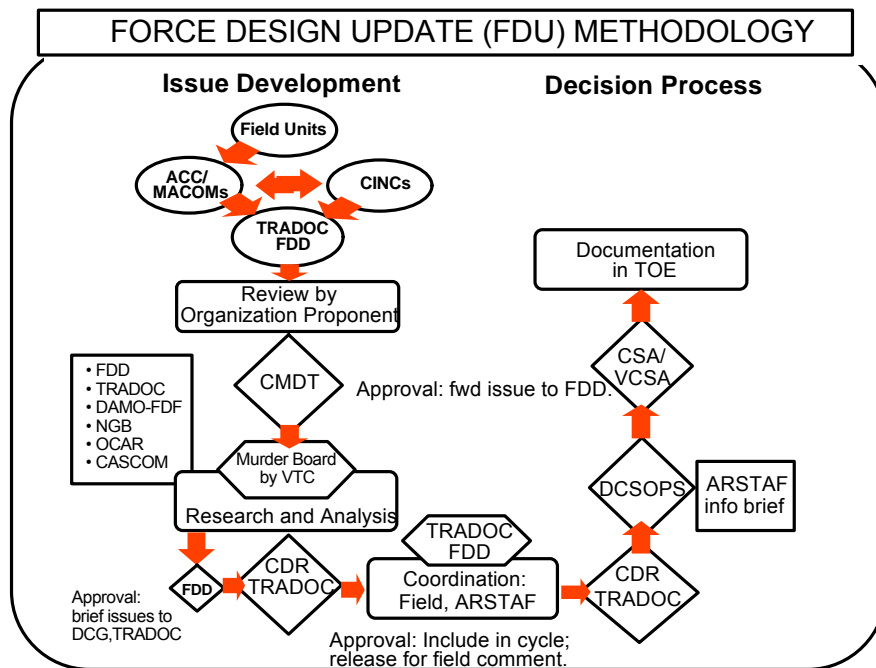 FORCE DESIGN UPDATE (FDU) METHODOLOGY
Issue Development
Decision Process
Field Units
ACC/
MACOMs
CINCs
TRADOC
FDD
Review by
Organization Proponent
CMDT
Approval: fwd issue to FDD.
• FDD
• TRADOC
• DAMO-FDF
• NGB
• OCAR
• CASCOM
Murder Board
by VTC
Research and Analysis
FDD
Approval:
brief issues to
DCG,TRADOC
CDR
TRADOC
TRADOC
FDD
Coordination:
Field, ARSTAF
Approval: Include in cycle;
release for field comment.
CDR
TRADOC
DCSOPS
ARSTAF
info brief
CSA/
VCSA
Documentation
in TOE